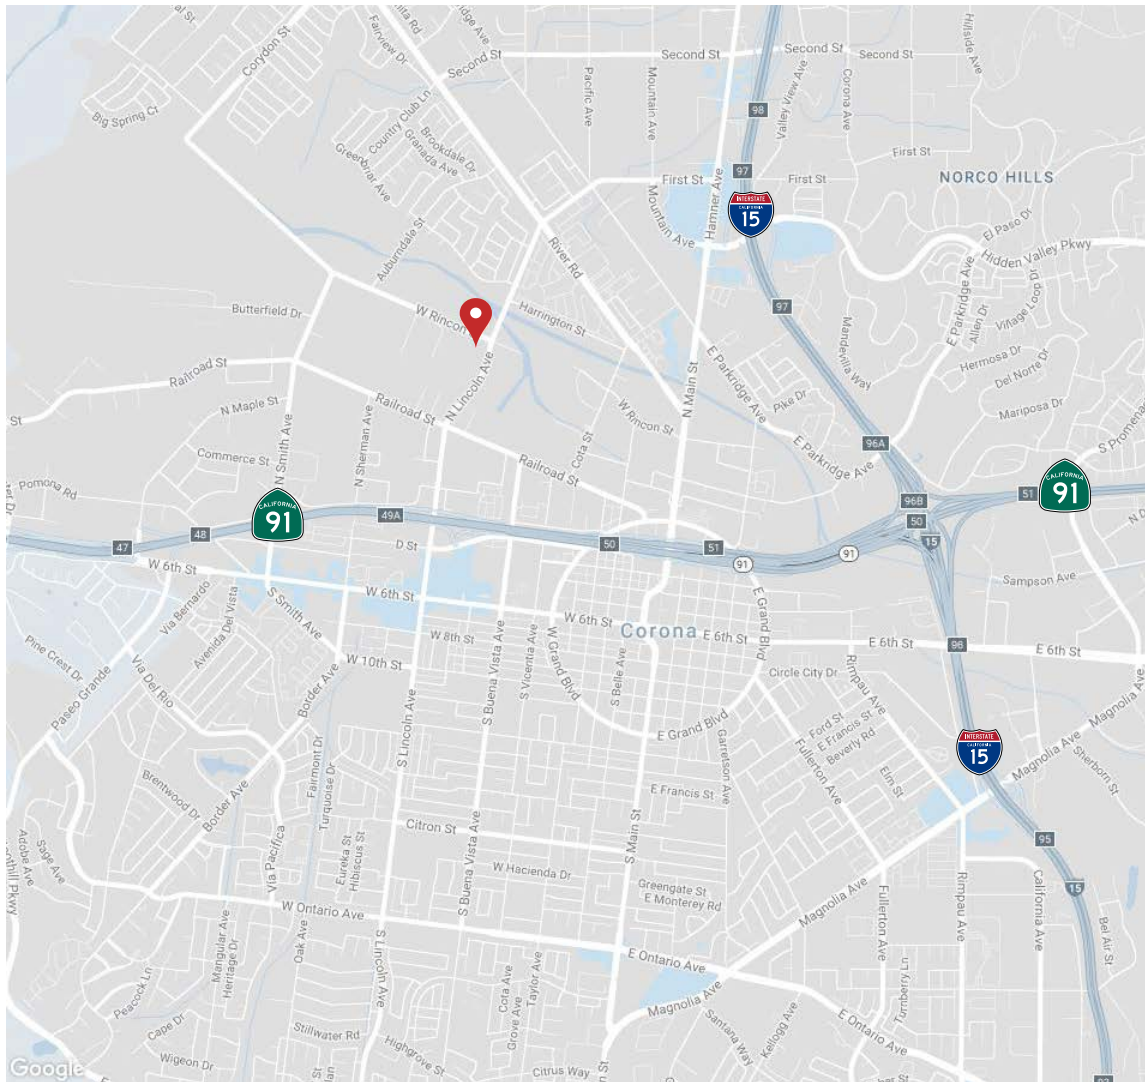 Corydon St
Fairview Dr
Second St
Second St
Second St
Hillside Ave
Pacific Ave
Mountain Ave
Valley View Ave
Corona Ave
98
Big Spring Ct
Country Club Ln
Brookdale Dr
Granada Ave
Greenbriar Ave
First St
97
First St
First St
NORCO HILLS
Hamner Ave
Mountain Ave
INTERSTATE
CALIFORNIA
15
El Paso Dr
Hidden Valley Pkwy
Auburndale St
River Rd
Butterfield Dr
W Rincon
Harrington St
97
E Parkridge Ave
Village Loop
Allen Dr
Hermosa Dr
Del Norte Dr
Mandevilla Way
Railroad St
N Lincoln Ave
N Main St
E Parkridge Ave
Pike Dr
Mariposa Dr
St
N Maple St
Railroad St
W Rincon St
Cota St
E Parkridge Ave
96A
N Smith Ave
N Sherman Ave
Commerce St
Railroad St
Pomona Rd
CALIFORNIA
91
49A
96B
51
CALIFORNIA
91
47
48
D St
50
51
91
91
50
15
W 6th St
Via Bernardo
S Smith Ave
W 6th St
W 6th St
Corona
E 6th St
E Grand Blvd
Sampson Ave
96
E 6th St
Pine Crest Dr
Avenida Del Vista
W 8th St
W 10th St
S Buena Vista Ave
S Vicentia Ave
W Grand Blvd
S Belle Ave
Circle City Dr
Rimpau Ave
Magnolia Ave
Paseo Grande
Via Del Rio
Border Ave
S Lincoln Ave
E Grand Blvd
Garretson Ave
Ford St
E Francis St
Beverly Rd
Fullerton Ave
Elm St
INTERSTATE
CALIFORNIA
15
Magnolia Ave
Sherborn St
Brentwood Dr
Border Ave
Fairmont Dr
Turquoise Dr
E Francis St
Citron St
S Main St
95
Adobe Ave
Sage Ave
Via Pacifica
Eureka St
Hibiscus St
S Buena Vista Ave
W Hacienda Dr
Greengate St
E Monterey Rd
Magnolia Ave
Fullerton Ave
Rimpau Ave
California Ave
15
Bel Air St
W Ontario Ave
Mangular Ave
Heritage Dr
Oak Ave
S Lincoln Ave
E Ontario Ave
Cota Ave
Grove Ave
Taylor Ave
Magnolia Ave
Turnberry Ln
Peacock Ln
Cape Dr
Stillwater Rd
Highgrove St
Santana Way
Kellogg Ave
E Ontario Ave
Google
Wigeon Dr
Citrus Way